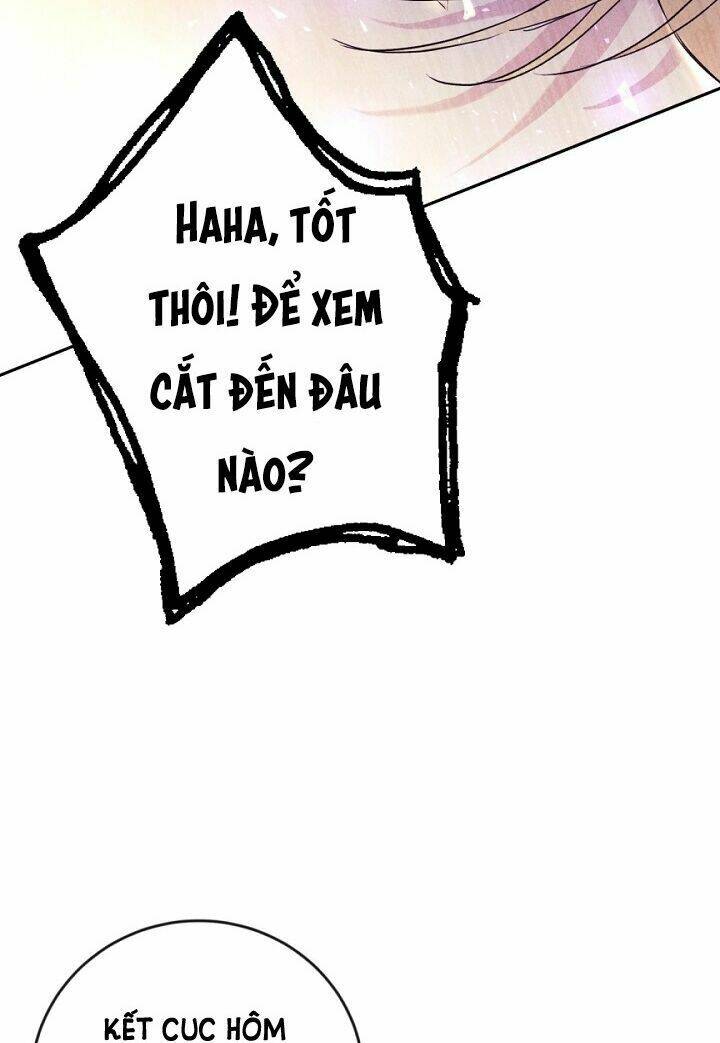 HAHA, TỐT
THÔI! ĐỂ XEM
CẮT ĐẾN ĐÂU
NÀO?
KẾT CUC HÔM